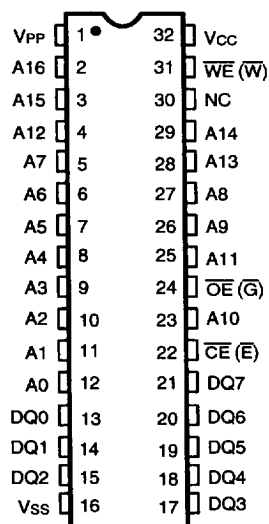 VPP 1 32 VCC
A16 2 31 WE (W)
A15 3 30 NC
A12 4 29 A14
A7 5 28 A13
A6 6 27 A8
A5 7 26 A9
A4 8 25 A11
A3 9 24 OE (G)
A2 10 23 A10
A1 11 22 CE (E)
A0 12 21 DQ7
DQ0 13 20 DQ6
DQ1 14 19 DQ5
DQ2 15 18 DQ4
VSS 16 17 DQ3